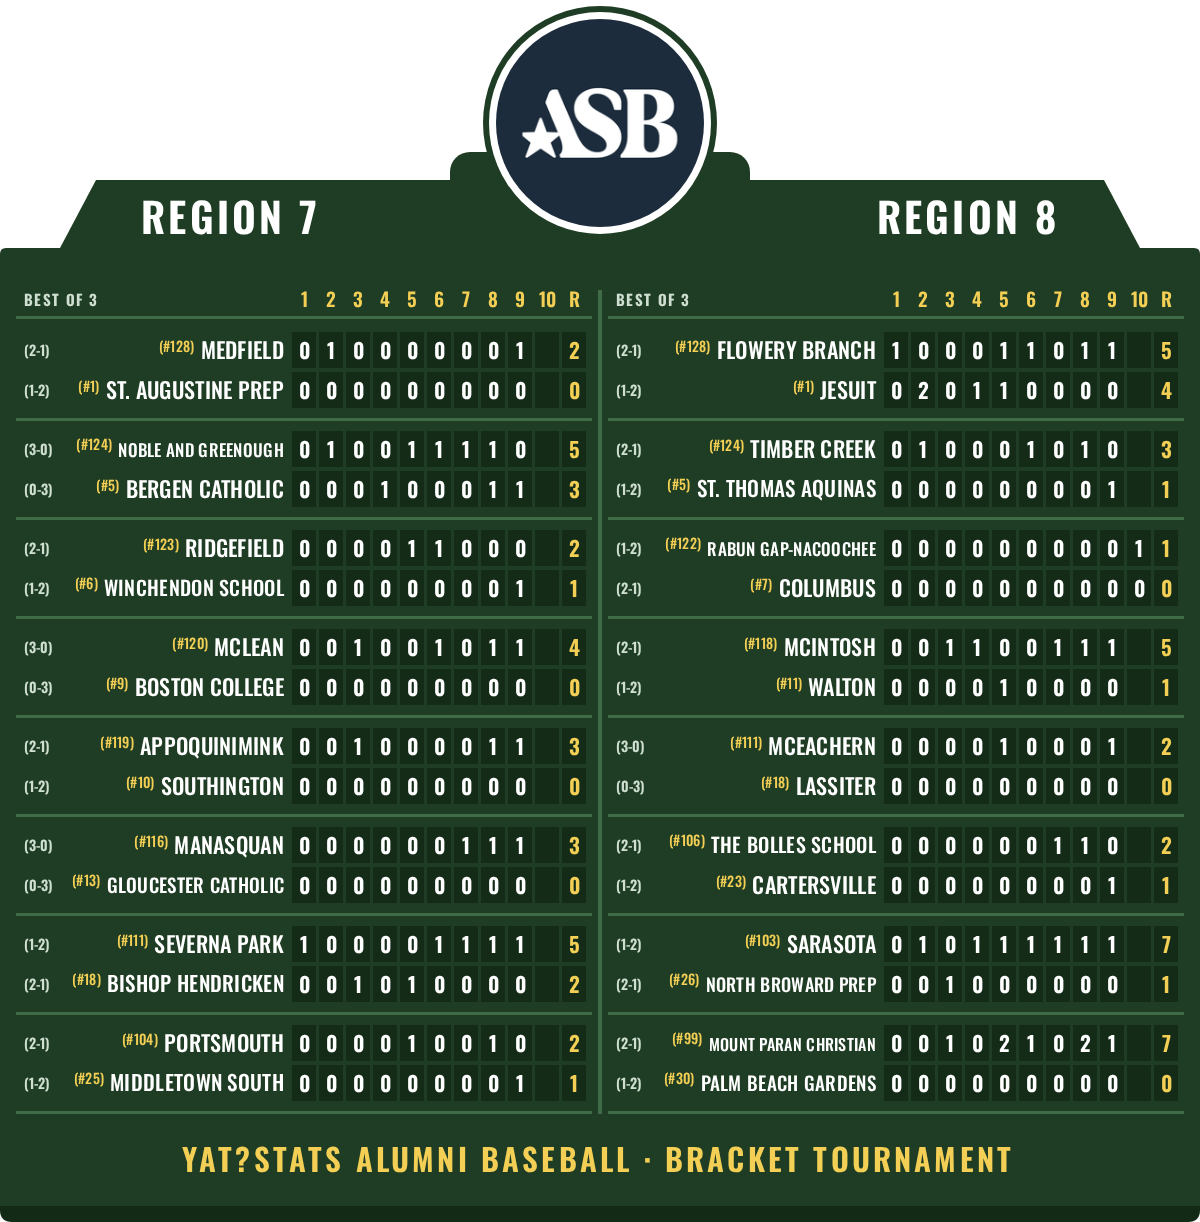 ASB
REGION 7
REGION 8
BEST OF 3 1 2 3 4 5 6 7 8 9 10 R
(2-1) (#128) MEDFIELD 0 1 0 0 0 0 0 0 1 2
(1-2) (#1) ST. AUGUSTINE PREP 0 0 0 0 0 0 0 0 0 0
(3-0) (#124) NOBLE AND GREENOUGH 0 1 0 0 1 1 1 1 0 5
(0-3) (#5) BERGEN CATHOLIC 0 0 0 1 0 0 0 1 1 3
(2-1) (#123) RIDGEFIELD 0 0 0 0 1 1 0 0 0 2
(1-2) (#6) WINCHENDON SCHOOL 0 0 0 0 0 0 0 0 1 1
(3-0) (#120) MCLEAN 0 0 1 0 0 1 0 1 1 4
(0-3) (#9) BOSTON COLLEGE 0 0 0 0 0 0 0 0 0 0
(2-1) (#119) APPOQUINIMINK 0 0 1 0 0 0 0 1 1 3
(1-2) (#10) SOUTHINGTON 0 0 0 0 0 0 0 0 0 0
(3-0) (#116) MANASQUAN 0 0 0 0 0 0 1 1 1 3
(0-3) (#13) GLOUCESTER CATHOLIC 0 0 0 0 0 0 0 0 0 0
(1-2) (#111) SEVERNA PARK 1 0 0 0 0 1 1 1 1 5
(2-1) (#18) BISHOP HENDRICKEN 0 0 1 0 1 0 0 0 0 2
(2-1) (#104) PORTSMOUTH 0 0 0 0 1 0 0 1 0 2
(1-2) (#25) MIDDLETOWN SOUTH 0 0 0 0 0 0 0 0 1 1
BEST OF 3 1 2 3 4 5 6 7 8 9 10 R
(2-1) (#128) FLOWERY BRANCH 1 0 0 0 1 1 0 1 1 5
(1-2) (#1) JESUIT 0 2 0 1 1 0 0 0 0 4
(2-1) (#124) TIMBER CREEK 0 1 0 0 0 1 0 1 0 3
(1-2) (#5) ST. THOMAS AQUINAS 0 0 0 0 0 0 0 0 1 1
(1-2) (#122) RABUN GAP-NACOOCHEE 0 0 0 0 0 0 0 0 0 1 1
(2-1) (#7) COLUMBUS 0 0 0 0 0 0 0 0 0 0 0
(2-1) (#118) MCINTOSH 0 0 1 1 0 0 1 1 1 5
(1-2) (#11) WALTON 0 0 0 0 1 0 0 0 0 1
(3-0) (#111) MCEACHERN 0 0 0 0 1 0 0 0 1 2
(0-3) (#18) LASSITER 0 0 0 0 0 0 0 0 0 0
(2-1) (#106) THE BOLLES SCHOOL 0 0 0 0 0 0 1 1 0 2
(1-2) (#23) CARTERSVILLE 0 0 0 0 0 0 0 0 1 1
(1-2) (#103) SARASOTA 0 1 0 1 1 1 1 1 1 7
(2-1) (#26) NORTH BROWARD PREP 0 0 1 0 0 0 0 0 0 1
(2-1) (#99) MOUNT PARAN CHRISTIAN 0 0 1 0 2 1 0 2 1 7
(1-2) (#30) PALM BEACH GARDENS 0 0 0 0 0 0 0 0 0 0
YAT?STATS ALUMNI BASEBALL · BRACKET TOURNAMENT